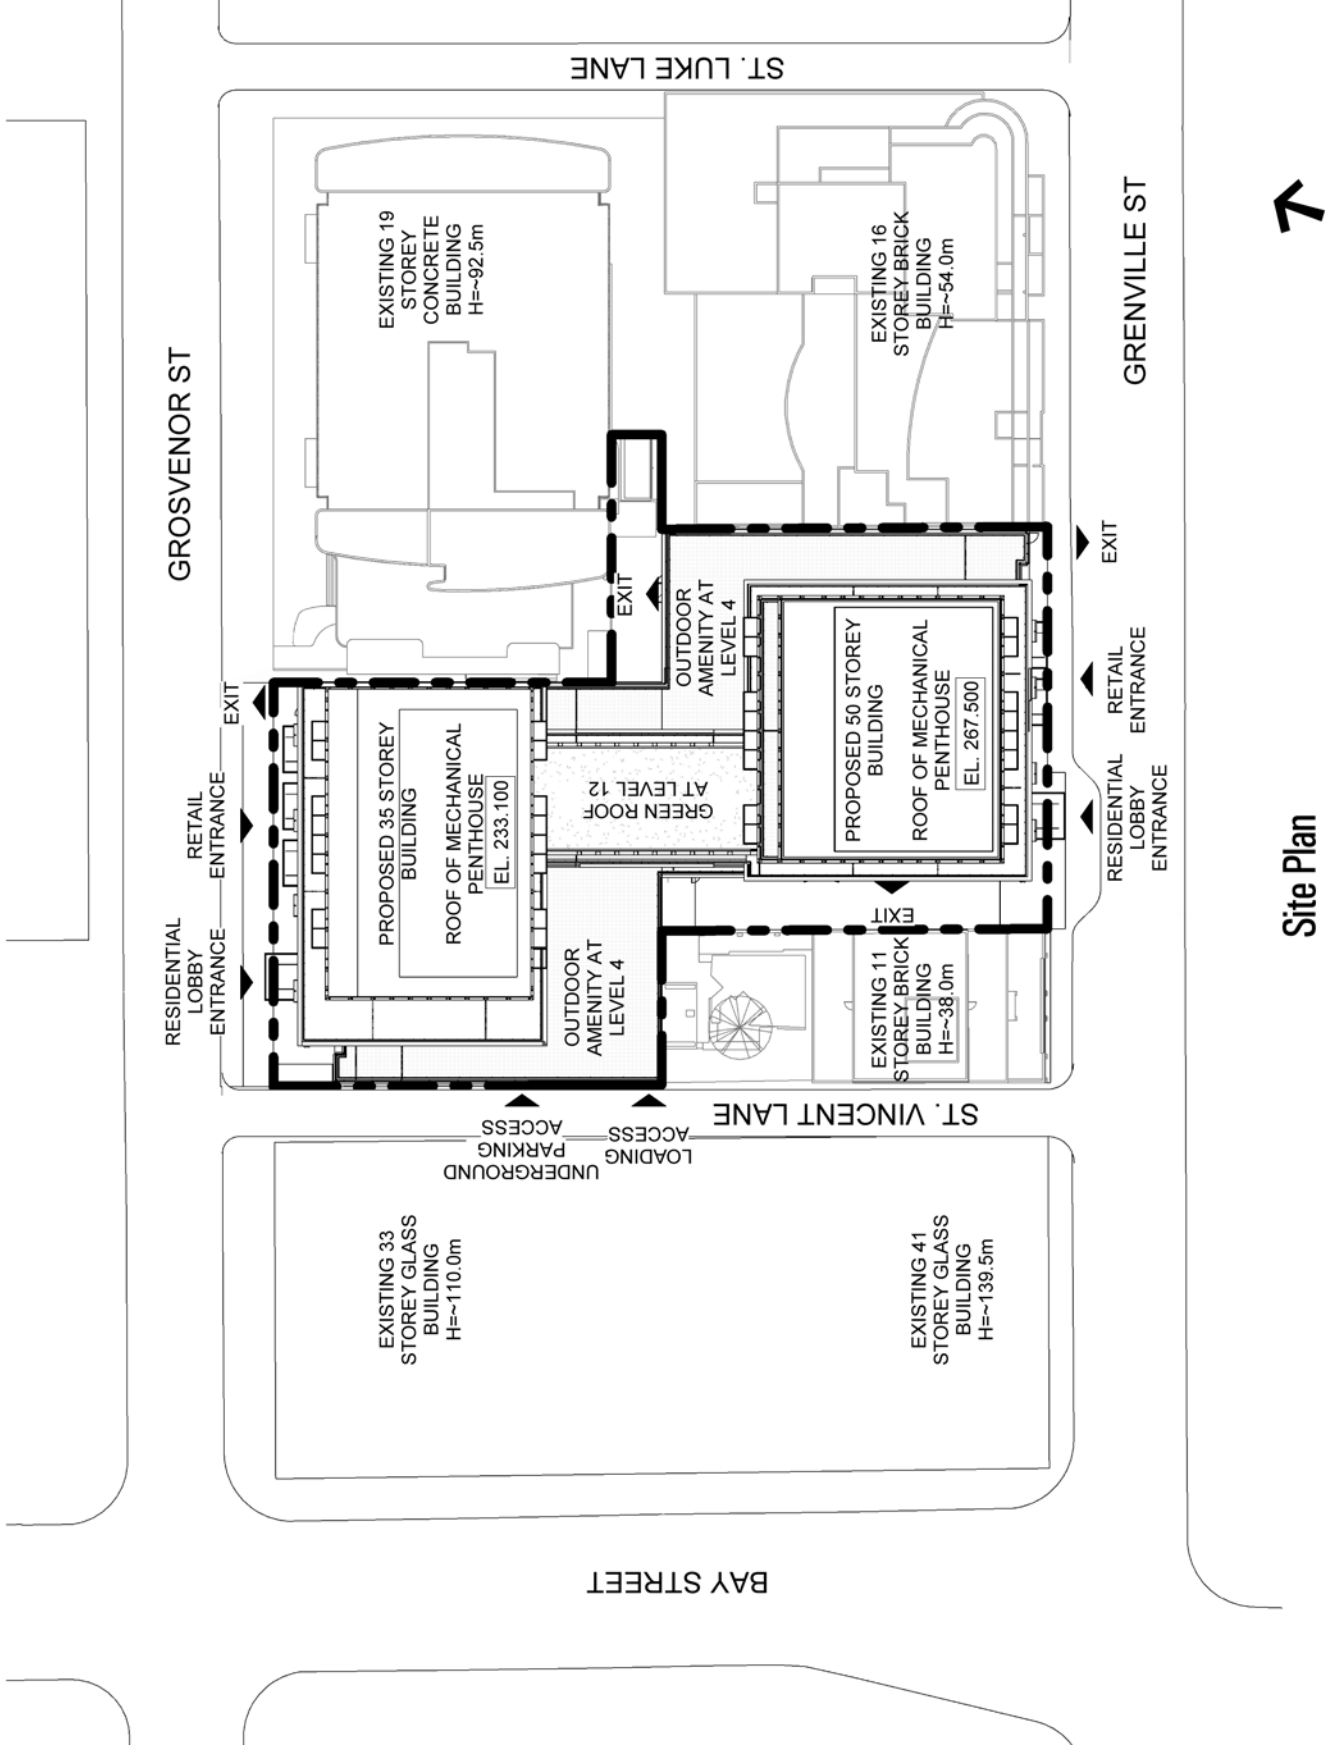 ST. LUKE LANE
GROSVENOR ST
GRENVILLE ST
EXISTING 19
STOREY
CONCRETE
BUILDING
H=~92.5m
EXISTING 16
STOREY BRICK
BUILDING
H=~54.0m
EXIT
EXIT
EXIT
RETAIL
ENTRANCE
RESIDENTIAL
LOBBY
ENTRANCE
PROPOSED 35 STOREY
BUILDING
ROOF OF MECHANICAL
PENTHOUSE
EL. 233.100
OUTDOOR
AMENITY AT
LEVEL 4
GREEN ROOF
AT LEVEL 12
PROPOSED 50 STOREY
BUILDING
ROOF OF MECHANICAL
PENTHOUSE
EL. 267.500
RETAIL
ENTRANCE
RESIDENTIAL
LOBBY
ENTRANCE
EXIT
OUTDOOR
AMENITY AT
LEVEL 4
EXISTING 11
STOREY BRICK
BUILDING
H=~38.0m
ST. VINCENT LANE
UNDERGROUND
PARKING
ACCESS
LOADING
ACCESS
EXISTING 33
STOREY GLASS
BUILDING
H=~110.0m
EXISTING 41
STOREY GLASS
BUILDING
H=~139.5m
BAY STREET
Site Plan